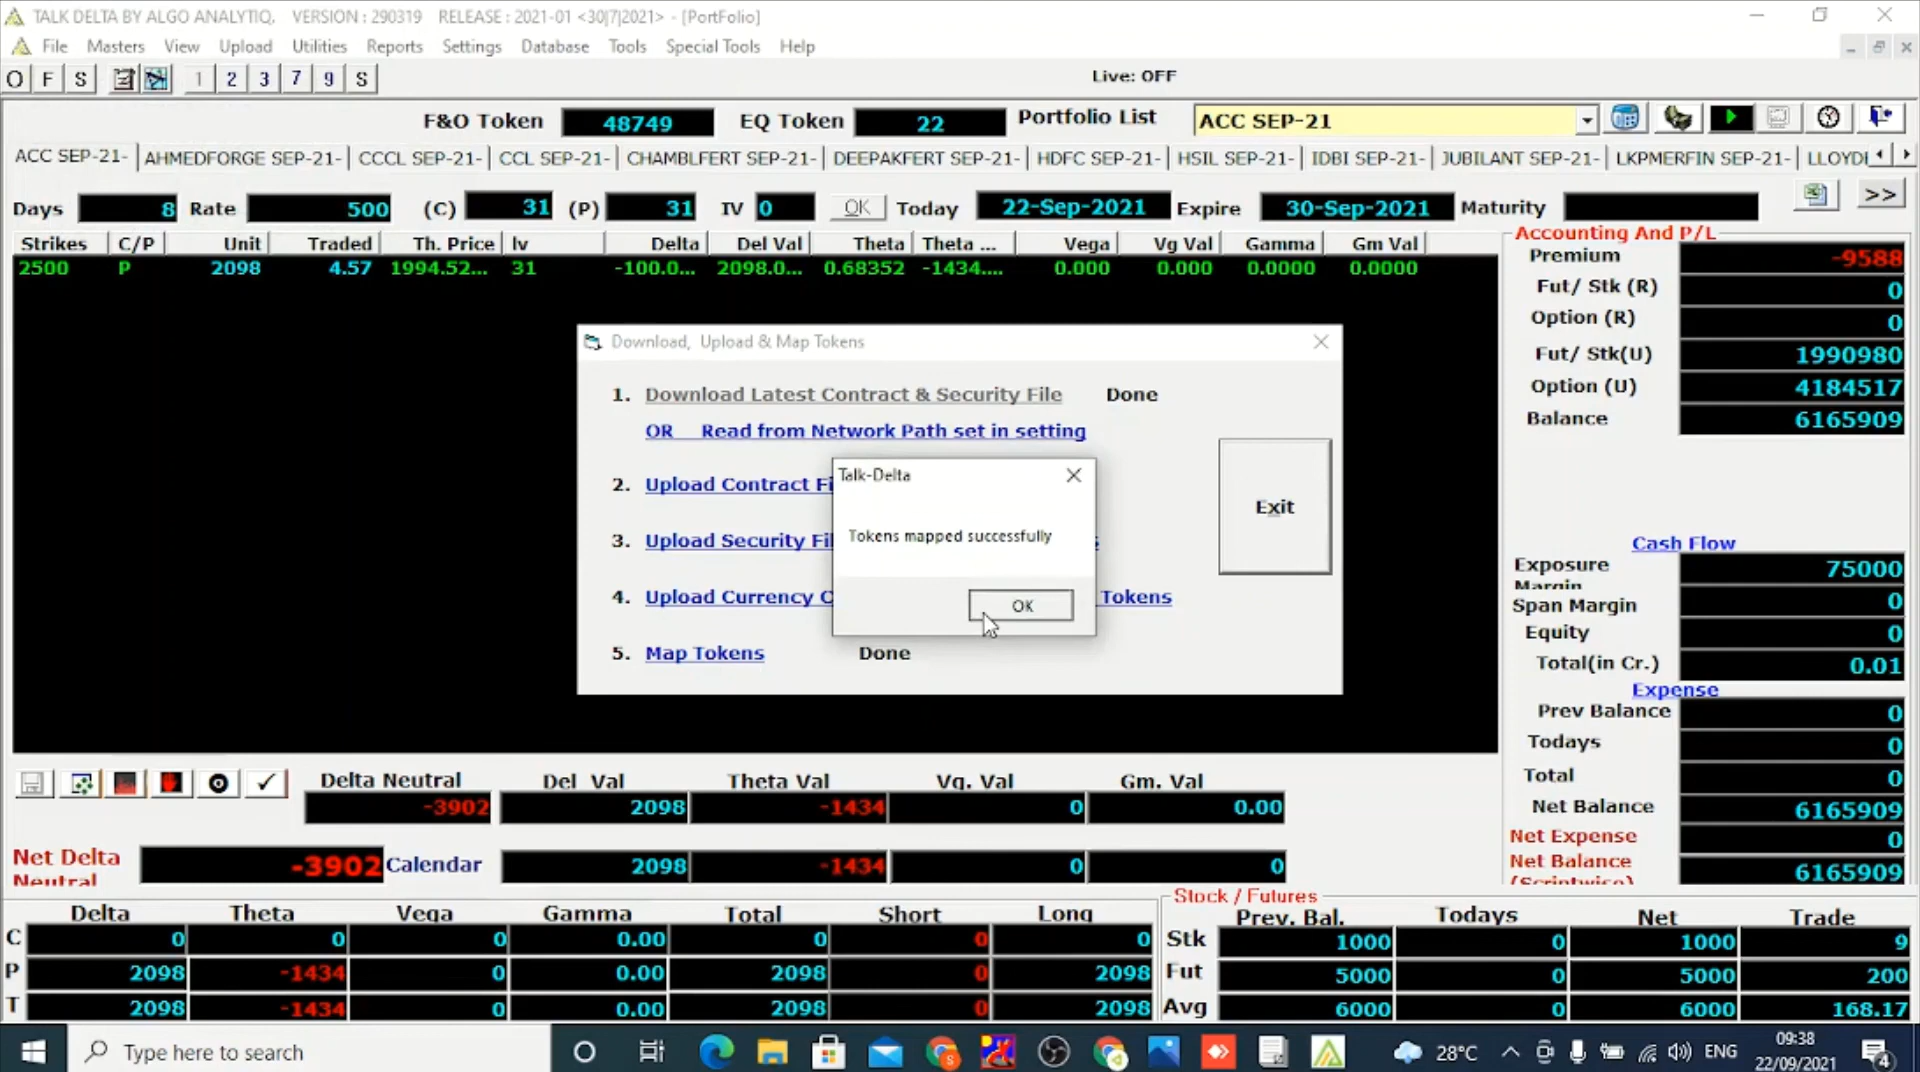 TALK DELTA BY ALGO ANALYTIQ.   VERSION : 290319   RELEASE : 2021-01 <30|7|2021> - [PortFolio]
File   Masters   View   Upload   Utilities   Reports   Settings   Database   Tools   Special Tools   Help
O F S 1 2 3 7 9 S   Live: OFF
F&O Token 48749 EQ Token 22 Portfolio List ACC SEP-21
ACC SEP-21- AHMEDFORGE SEP-21- CCCL SEP-21- CCL SEP-21- CHAMBLFERT SEP-21- DEEPAKFERT SEP-21- HDFC SEP-21- HSIL SEP-21- IDBI SEP-21- JUBILANT SEP-21- LKPMERFIN SEP-21- LLOYDI
Days 8 Rate 500 (C) 31 (P) 31 IV 0 OK Today 22-Sep-2021 Expire 30-Sep-2021 Maturity >>
Strikes C/P Unit Traded Th. Price Iv Delta Del Val Theta Theta ... Vega Vg Val Gamma Gm Val
2500 P 2098 4.57 1994.52... 31 -100.0... 2098.0... 0.68352 -1434.... 0.000 0.000 0.0000 0.0000
Accounting And P/L
Premium -9588
Fut/ Stk (R) 0
Option (R) 0
Fut/ Stk(U) 1990980
Option (U) 4184517
Balance 6165909
Cash Flow
Exposure Margin 75000
Span Margin 0
Equity 0
Total(in Cr.) 0.01
Expense
Prev Balance 0
Todays 0
Total 0
Net Balance 6165909
Net Expense 0
Net Balance (Scriptwise) 6165909
Download, Upload & Map Tokens
1. Download Latest Contract & Security File Done
OR Read from Network Path set in setting
2. Upload Contract Fi
3. Upload Security Fil
4. Upload Currency C Tokens
5. Map Tokens Done
Exit
Talk-Delta
Tokens mapped successfully
OK
Delta Neutral Del Val Theta Val Vg. Val Gm. Val
-3902 2098 -1434 0 0.00
Net Delta Neutral -3902 Calendar 2098 -1434 0 0
Delta Theta Vega Gamma Total Short Long
C 0 0 0 0.00 0 0 0
P 2098 -1434 0 0.00 2098 0 2098
T 2098 -1434 0 0.00 2098 0 2098
Stock / Futures
Prev. Bal. Todays Net Trade
Stk 1000 0 1000 9
Fut 5000 0 5000 200
Avg 6000 0 6000 168.17
Type here to search
28°C ENG 09:38
22/09/2021 4